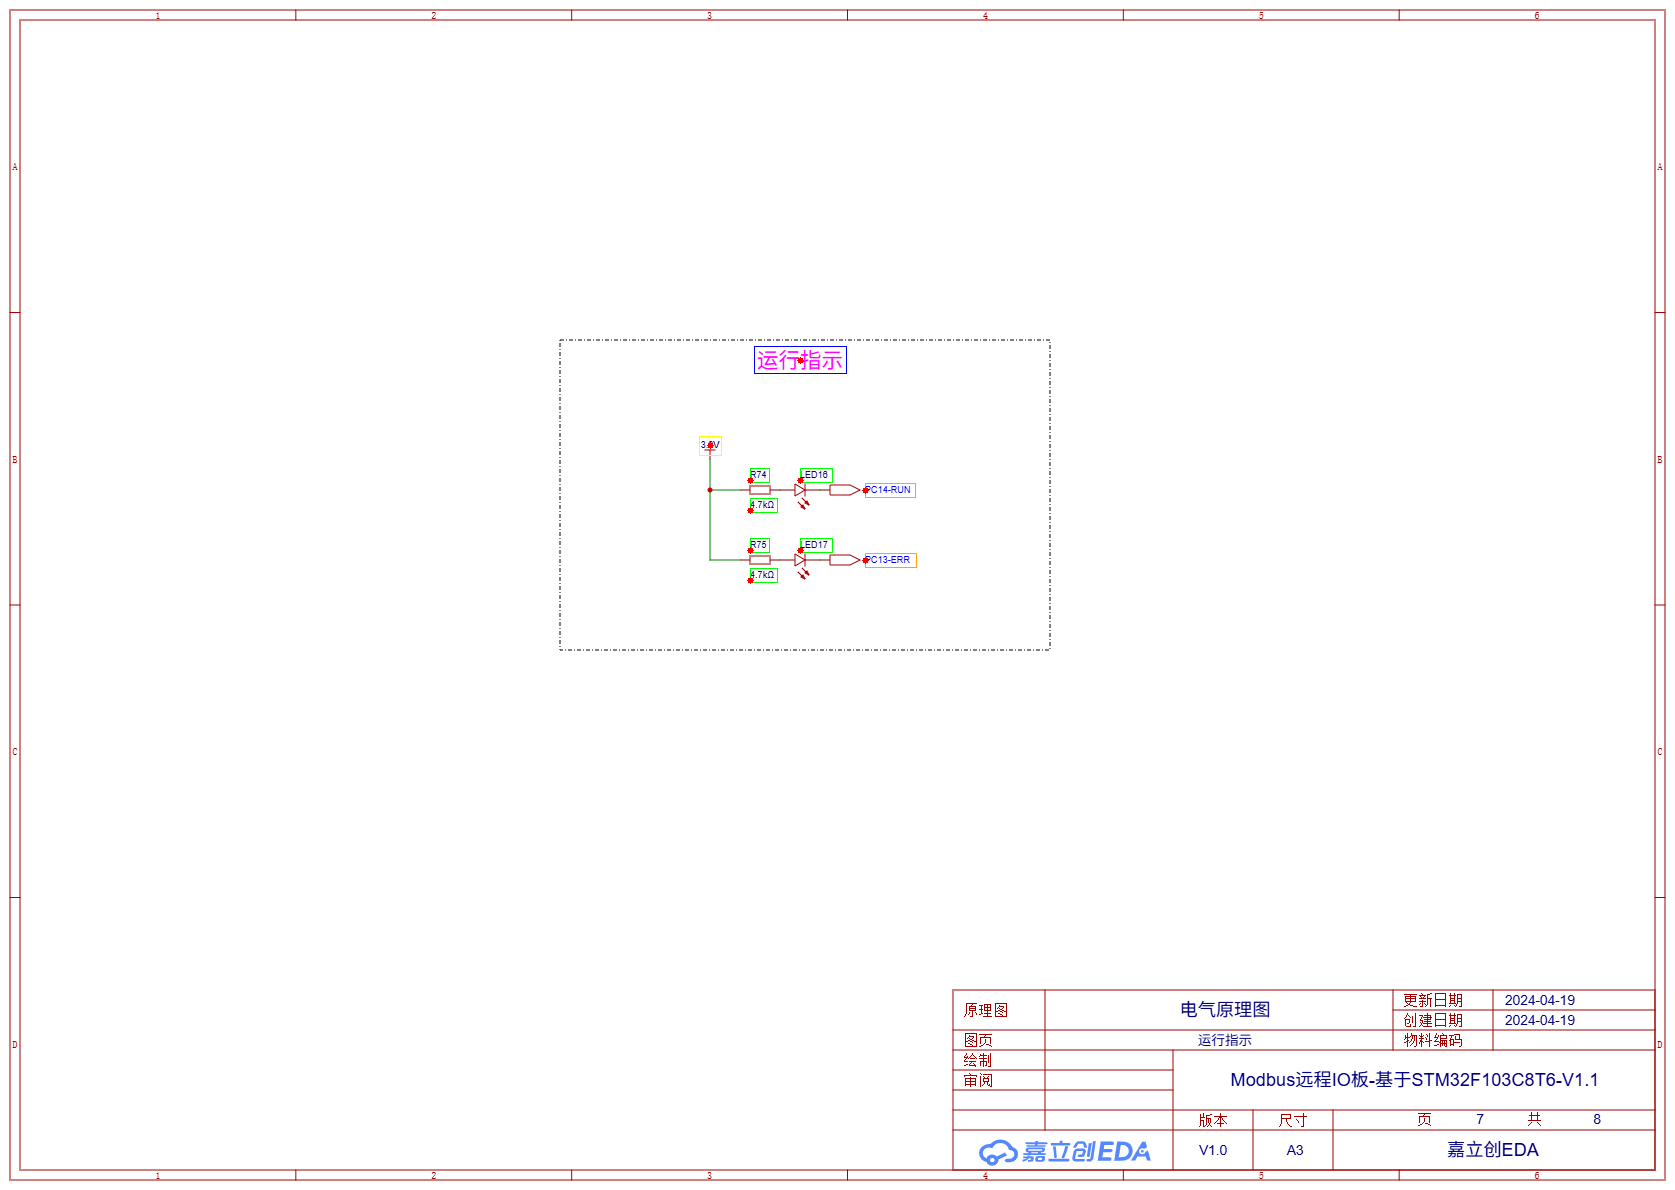 1 2 3 4 5 6
A A
运行指示
3.3V
B B
R74 LED16
PC14-RUN
4.7kΩ
R75 LED17
PC13-ERR
4.7kΩ
C C
原理图 电气原理图 更新日期 2024-04-19
创建日期 2024-04-19
图页 运行指示 物料编码
D D
绘制
审阅 Modbus远程IO板-基于STM32F103C8T6-V1.1
版本 尺寸 页 7 共 8
嘉立创EDA V1.0 A3 嘉立创EDA
1 2 3 4 5 6